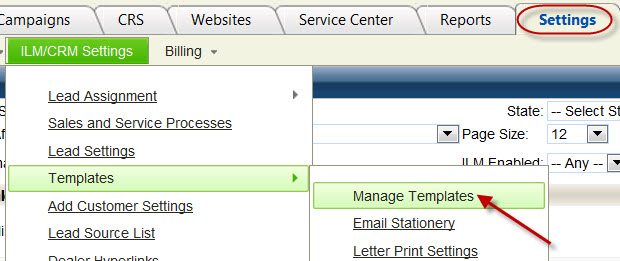 ampaigns CRS Websites Service Center Reports Settings
ILM/CRM Settings Billing
Lead Assignment State: -- Select St
Sales and Service Processes Page Size: 12
Lead Settings ILM Enabled: -- Any --
Templates Manage Templates
Add Customer Settings Email Stationery
Lead Source List Letter Print Settings
Dealer Hyperlinks